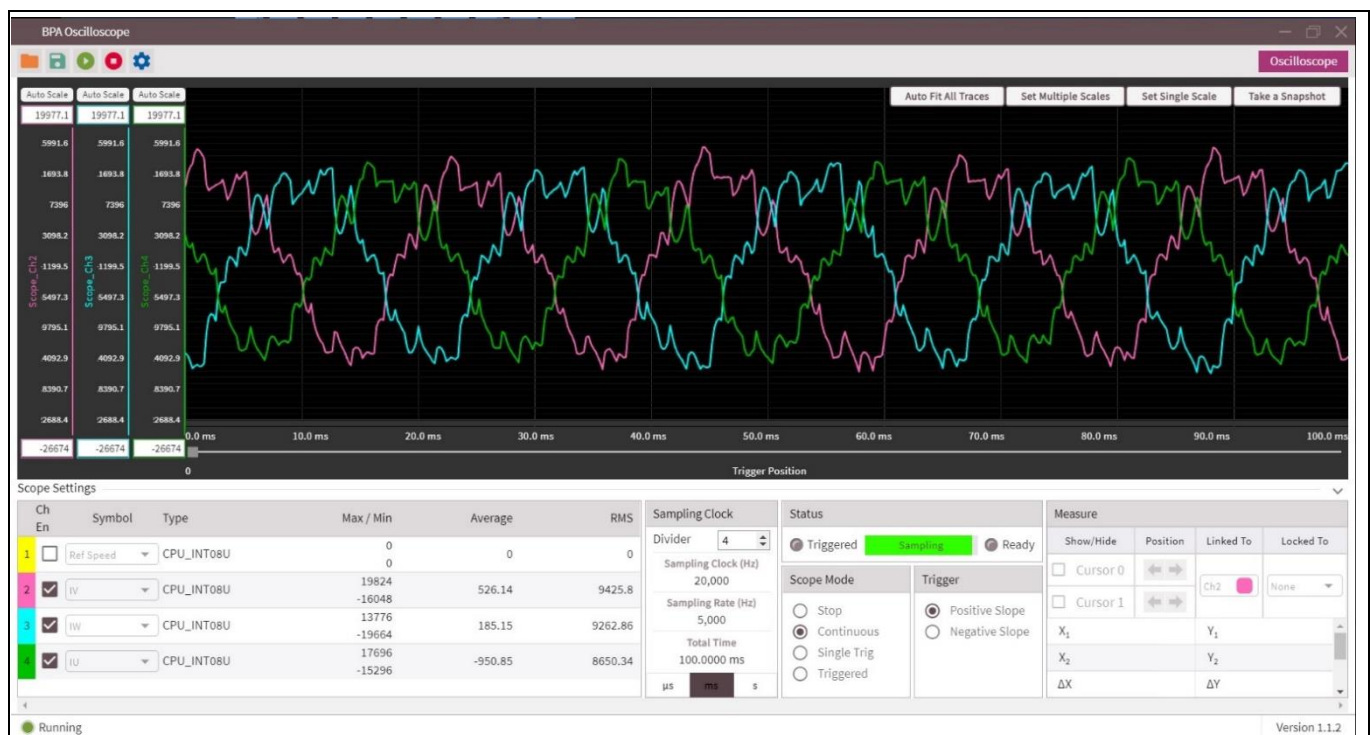 BPA Oscilloscope
Oscilloscope
Auto Scale Auto Scale Auto Scale Auto Fit All Traces Set Multiple Scales Set Single Scale Take a Snapshot
19977.1 19977.1 19977.1
5991.6 5991.6 5991.6
1693.8 1693.8 1693.8
7396 7396 7396
3098.2 3098.2 3098.2
-1199.5 -1199.5 -1199.5
Scope_Ch2 Scope_Ch3 Scope_Ch4
5497.3 5497.3 5497.3
9795.1 9795.1 9795.1
4092.9 4092.9 4092.9
8390.7 8390.7 8390.7
2688.4 2688.4 2688.4
-26674 -26674 -26674
0.0 ms 10.0 ms 20.0 ms 30.0 ms 40.0 ms 50.0 ms 60.0 ms 70.0 ms 80.0 ms 90.0 ms 100.0 ms
0 Trigger Position
Scope Settings
Ch En Symbol Type Max / Min Average RMS
1 Ref Speed CPU_INT08U 0 0 0
0
2 IV CPU_INT08U 19824 526.14 9425.8
-16048
3 IW CPU_INT08U 13776 185.15 9262.86
-19664
4 IU CPU_INT08U 17696 -950.85 8650.34
-15296
Sampling Clock
Divider 4
Sampling Clock (Hz)
20,000
Sampling Rate (Hz)
5,000
Total Time
100.0000 ms
µs ms s
Status
Triggered Sampling Ready
Scope Mode
Stop
Continuous
Single Trig
Triggered
Trigger
Positive Slope
Negative Slope
Measure
Show/Hide Position Linked To Locked To
Cursor 0
Ch2 None
Cursor 1
X₁ Y₁
X₂ Y₂
ΔX ΔY
Running Version 1.1.2